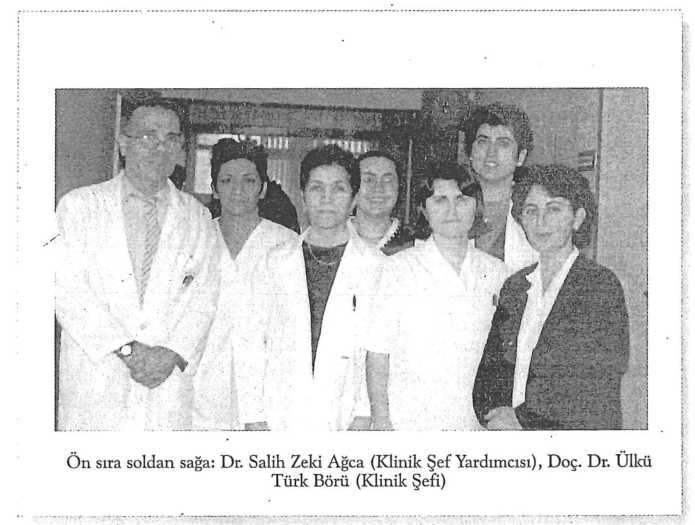 Ön sıra soldan sağa: Dr. Salih Zeki Ağca (Klinik Şef Yardımcısı), Doç. Dr. Ülkü
Türk Börü (Klinik Şefi)